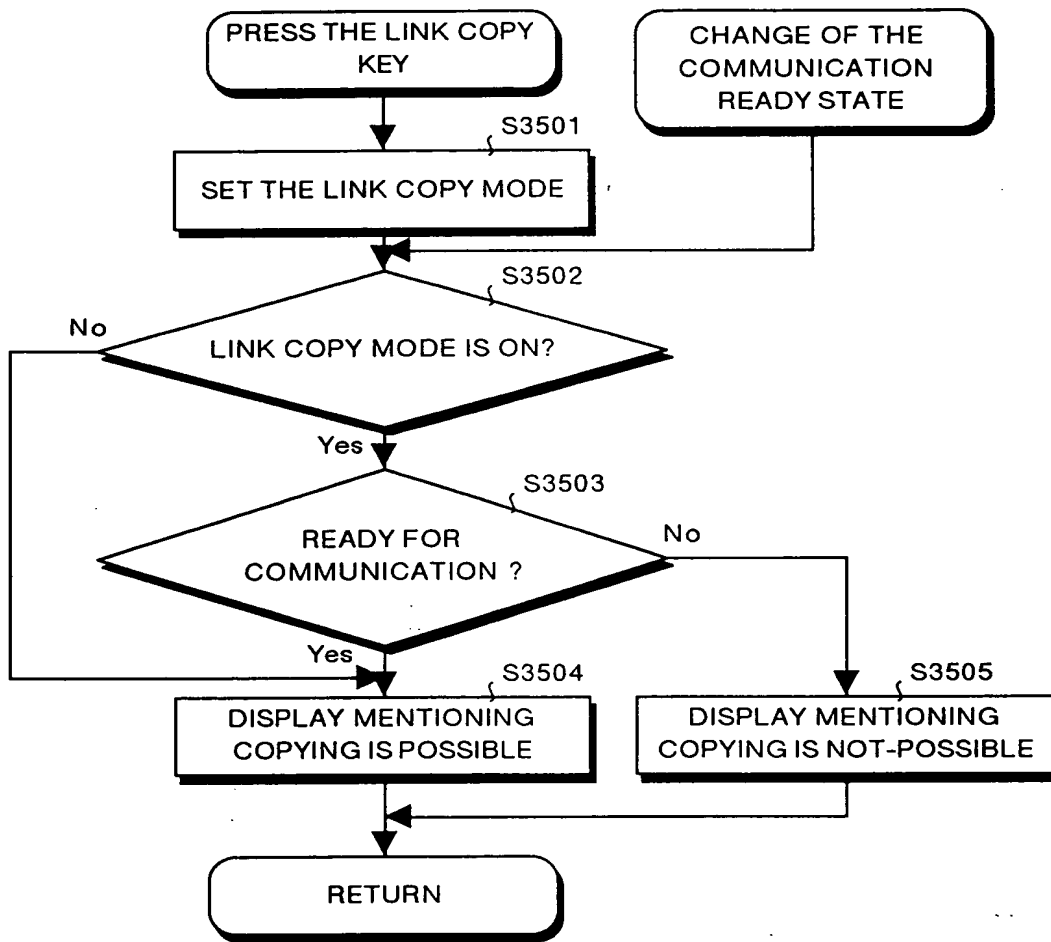 PRESS THE LINK COPY
KEY
CHANGE OF THE
COMMUNICATION
READY STATE
S3501
SET THE LINK COPY MODE
S3502
No
LINK COPY MODE IS ON?
Yes
S3503
READY FOR
COMMUNICATION ?
No
Yes
S3504
DISPLAY MENTIONING
COPYING IS POSSIBLE
S3505
DISPLAY MENTIONING
COPYING IS NOT-POSSIBLE
RETURN